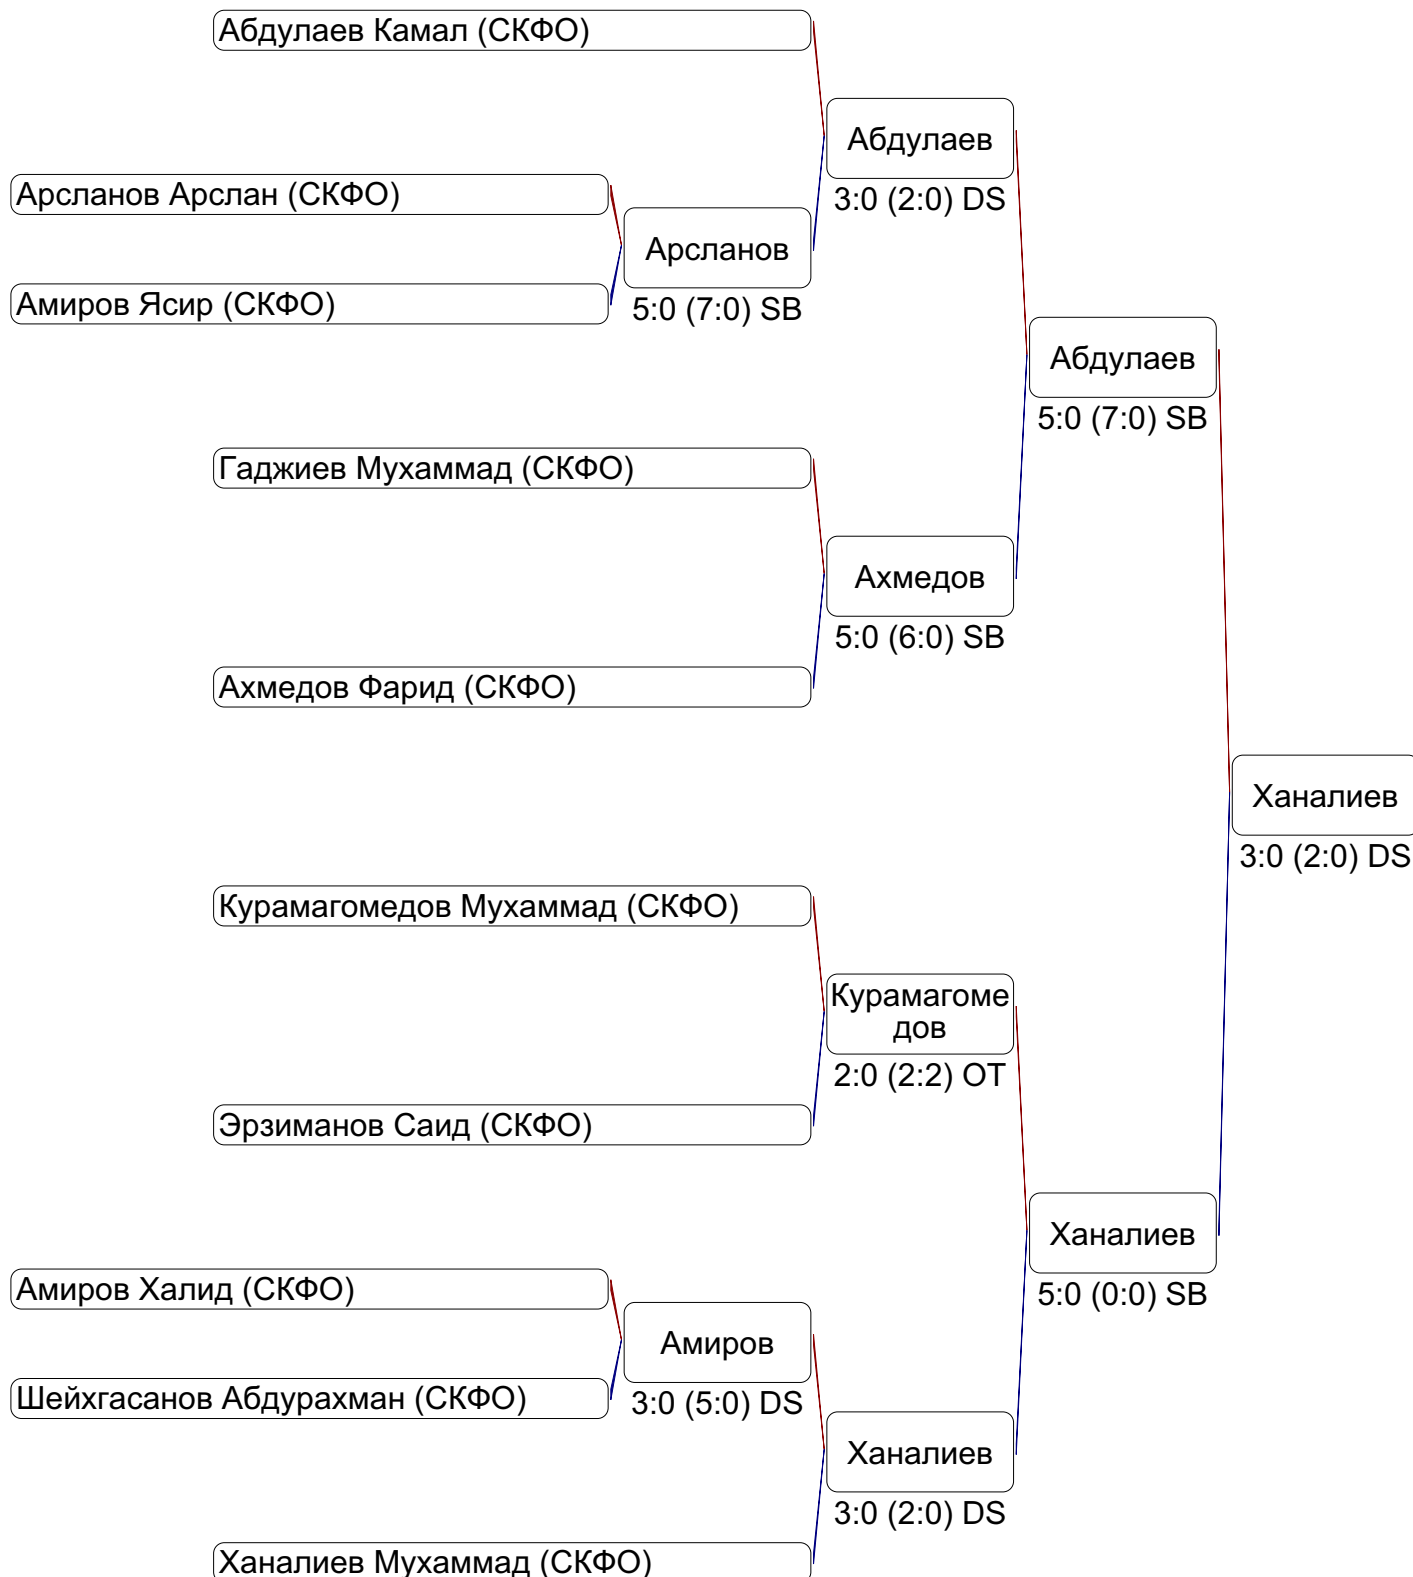 Абдулаев Камал (СКФО)
Абдулаев
3:0 (2:0) DS
Арсланов Арслан (СКФО)
Арсланов
5:0 (7:0) SB
Амиров Ясир (СКФО)
Абдулаев
5:0 (7:0) SB
Гаджиев Мухаммад (СКФО)
Ахмедов
5:0 (6:0) SB
Ахмедов Фарид (СКФО)
Ханалиев
3:0 (2:0) DS
Курамагомедов Мухаммад (СКФО)
Курамагоме
дов
2:0 (2:2) OT
Эрзиманов Саид (СКФО)
Ханалиев
5:0 (0:0) SB
Амиров Халид (СКФО)
Амиров
3:0 (5:0) DS
Шейхгасанов Абдурахман (СКФО)
Ханалиев
3:0 (2:0) DS
Ханалиев Мухаммад (СКФО)